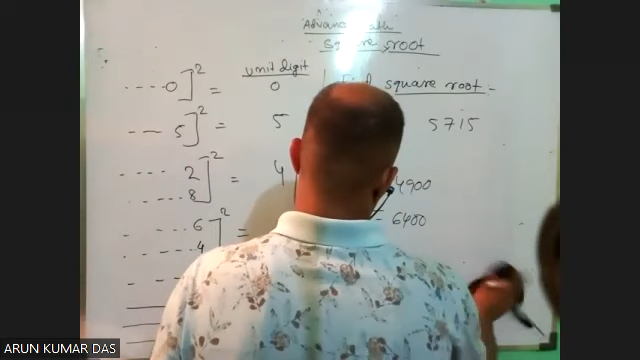 Advance Math
square root
unit digit
square root -
----0]² = 0
--- 5]² = 5
5715
---- 2
---- 8]² = 4
4900
---- 6
---- 4]² =
= 6400
ARUN KUMAR DAS